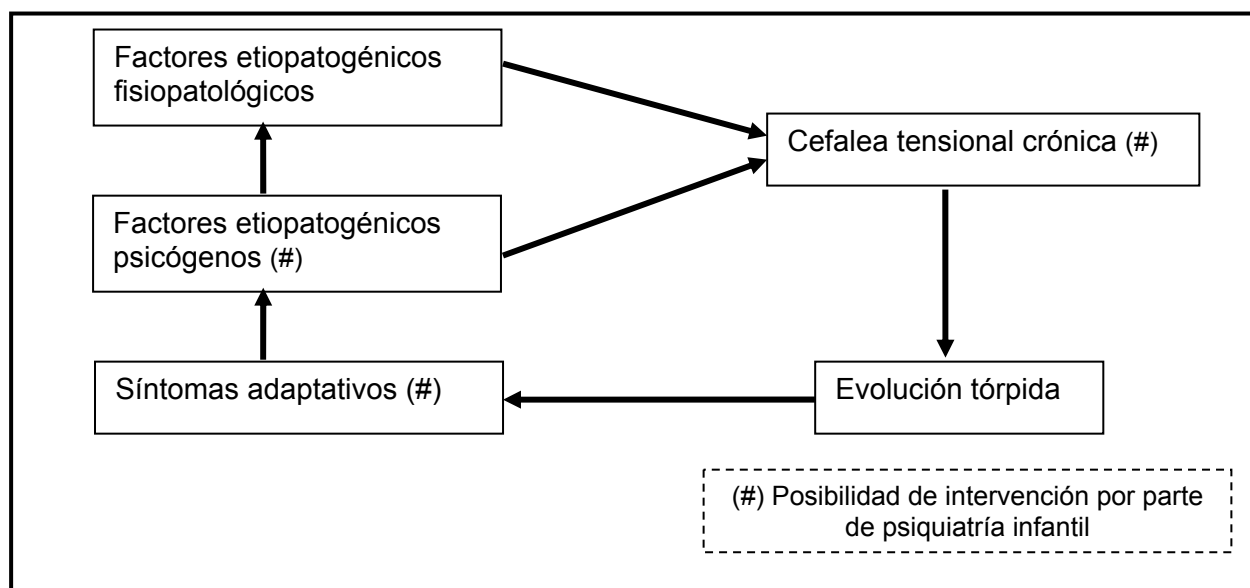 Factores etiopatogénicos
fisiopatológicos
Cefalea tensional crónica (#)
Factores etiopatogénicos
psicógenos (#)
Síntomas adaptativos (#)
Evolución tórpida
(#) Posibilidad de intervención por parte
de psiquiatría infantil